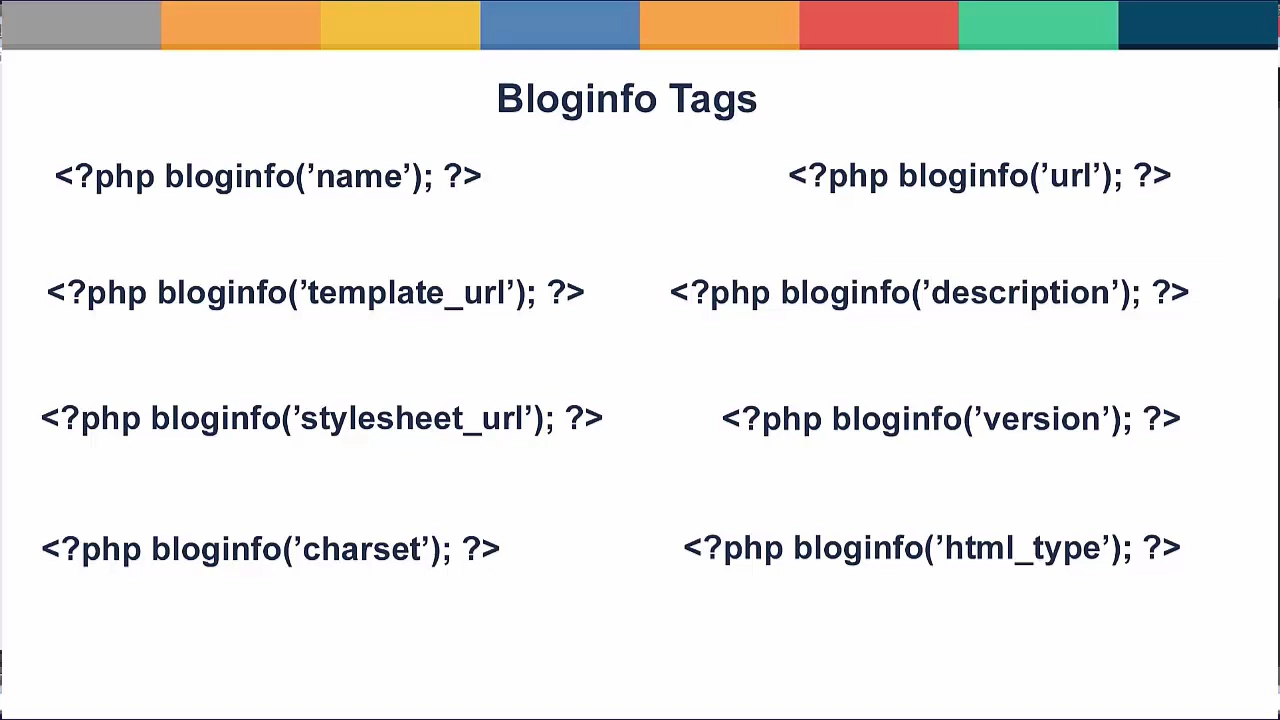 Bloginfo Tags
<?php bloginfo(’name’); ?>
<?php bloginfo(’url’); ?>
<?php bloginfo(’template_url’); ?>
<?php bloginfo(’description’); ?>
<?php bloginfo(’stylesheet_url’); ?>
<?php bloginfo(’version’); ?>
<?php bloginfo(’charset’); ?>
<?php bloginfo(’html_type’); ?>